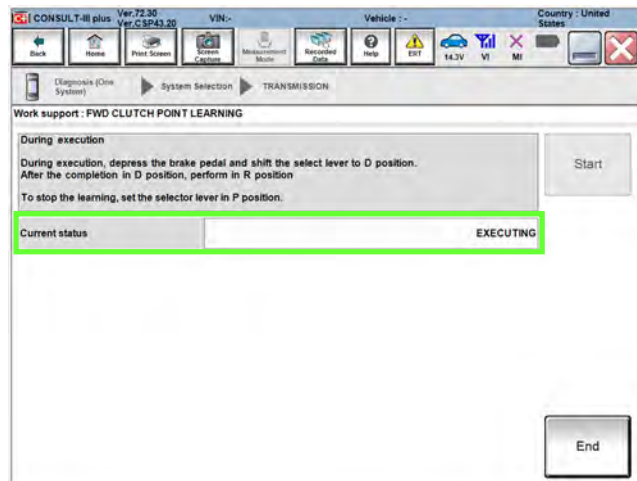 CONSULT-III plus Ver.72.30 VIN:- Vehicle : - Country : United
Ver.CSP43.20 States
Back Home Print Screen Screen Capture Measurement Mode Recorded Data Help ERT 14.3V VI MI
Diagnosis (One System) System Selection TRANSMISSION
Work support : FWD CLUTCH POINT LEARNING
During execution
During execution, depress the brake pedal and shift the select lever to D position.
After the completion in D position, perform in R position
To stop the learning, set the selector lever in P position.
Start
Current status EXECUTING
End